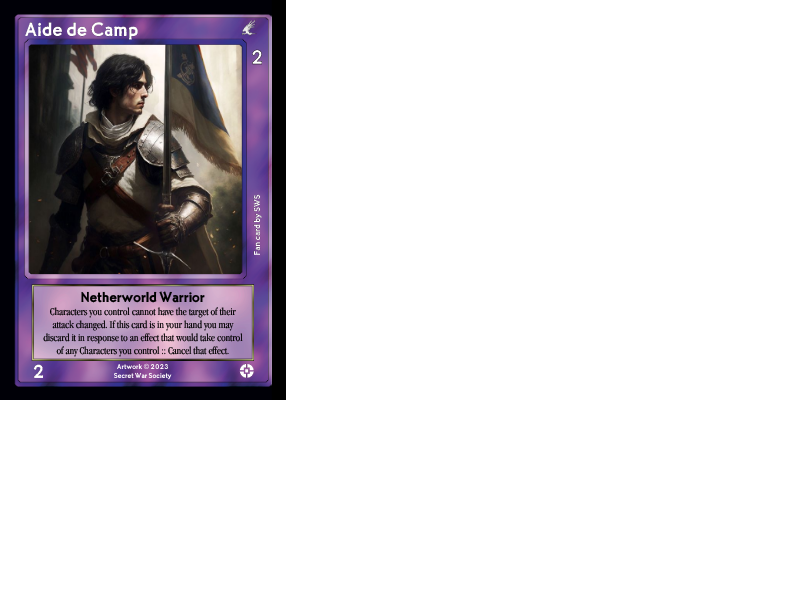 Aide de Camp
2
Fan card by SWS
Netherworld Warrior
Characters you control cannot have the target of their
attack changed. If this card is in your hand you may
discard it in response to an effect that would take control
of any Characters you control :: Cancel that effect.
2
Artwork © 2023
Secret War Society